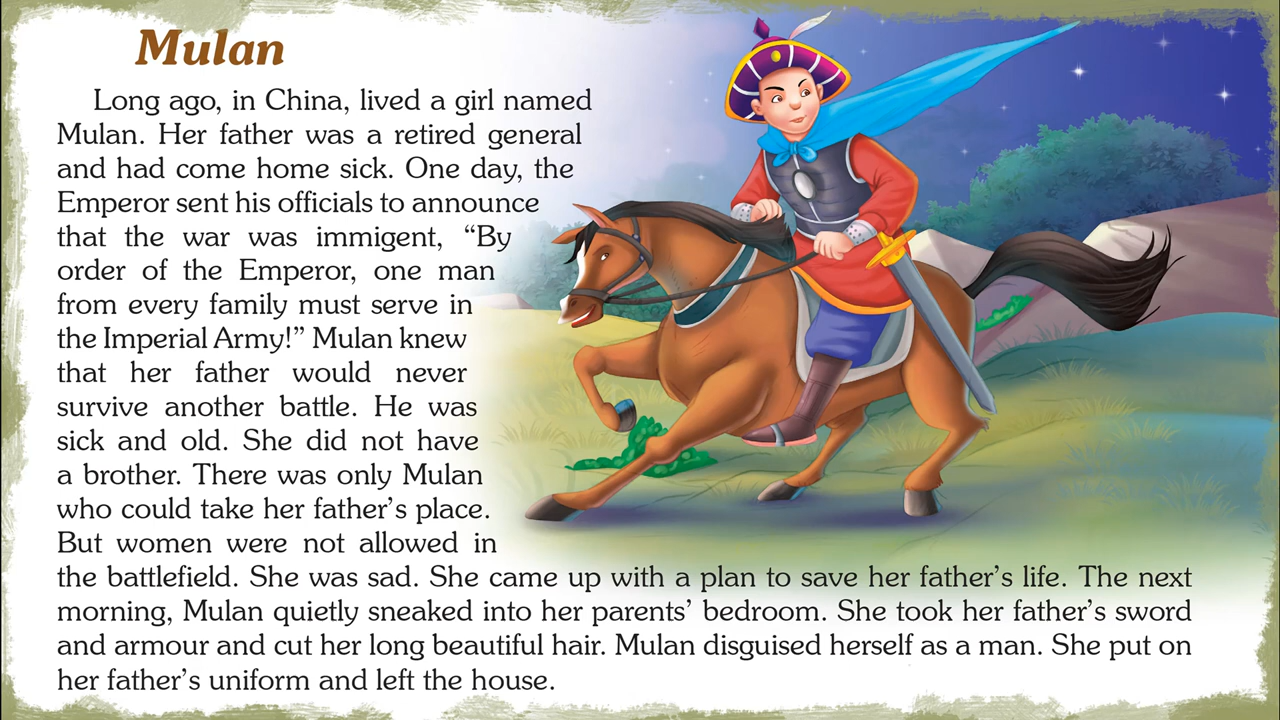 Mulan
Long ago, in China, lived a girl named
Mulan. Her father was a retired general
and had come home sick. One day, the
Emperor sent his officials to announce
that the war was immigent, “By
order of the Emperor, one man
from every family must serve in
the Imperial Army!” Mulan knew
that her father would never
survive another battle. He was
sick and old. She did not have
a brother. There was only Mulan
who could take her father’s place.
But women were not allowed in
the battlefield. She was sad. She came up with a plan to save her father’s life. The next
morning, Mulan quietly sneaked into her parents’ bedroom. She took her father’s sword
and armour and cut her long beautiful hair. Mulan disguised herself as a man. She put on
her father’s uniform and left the house.